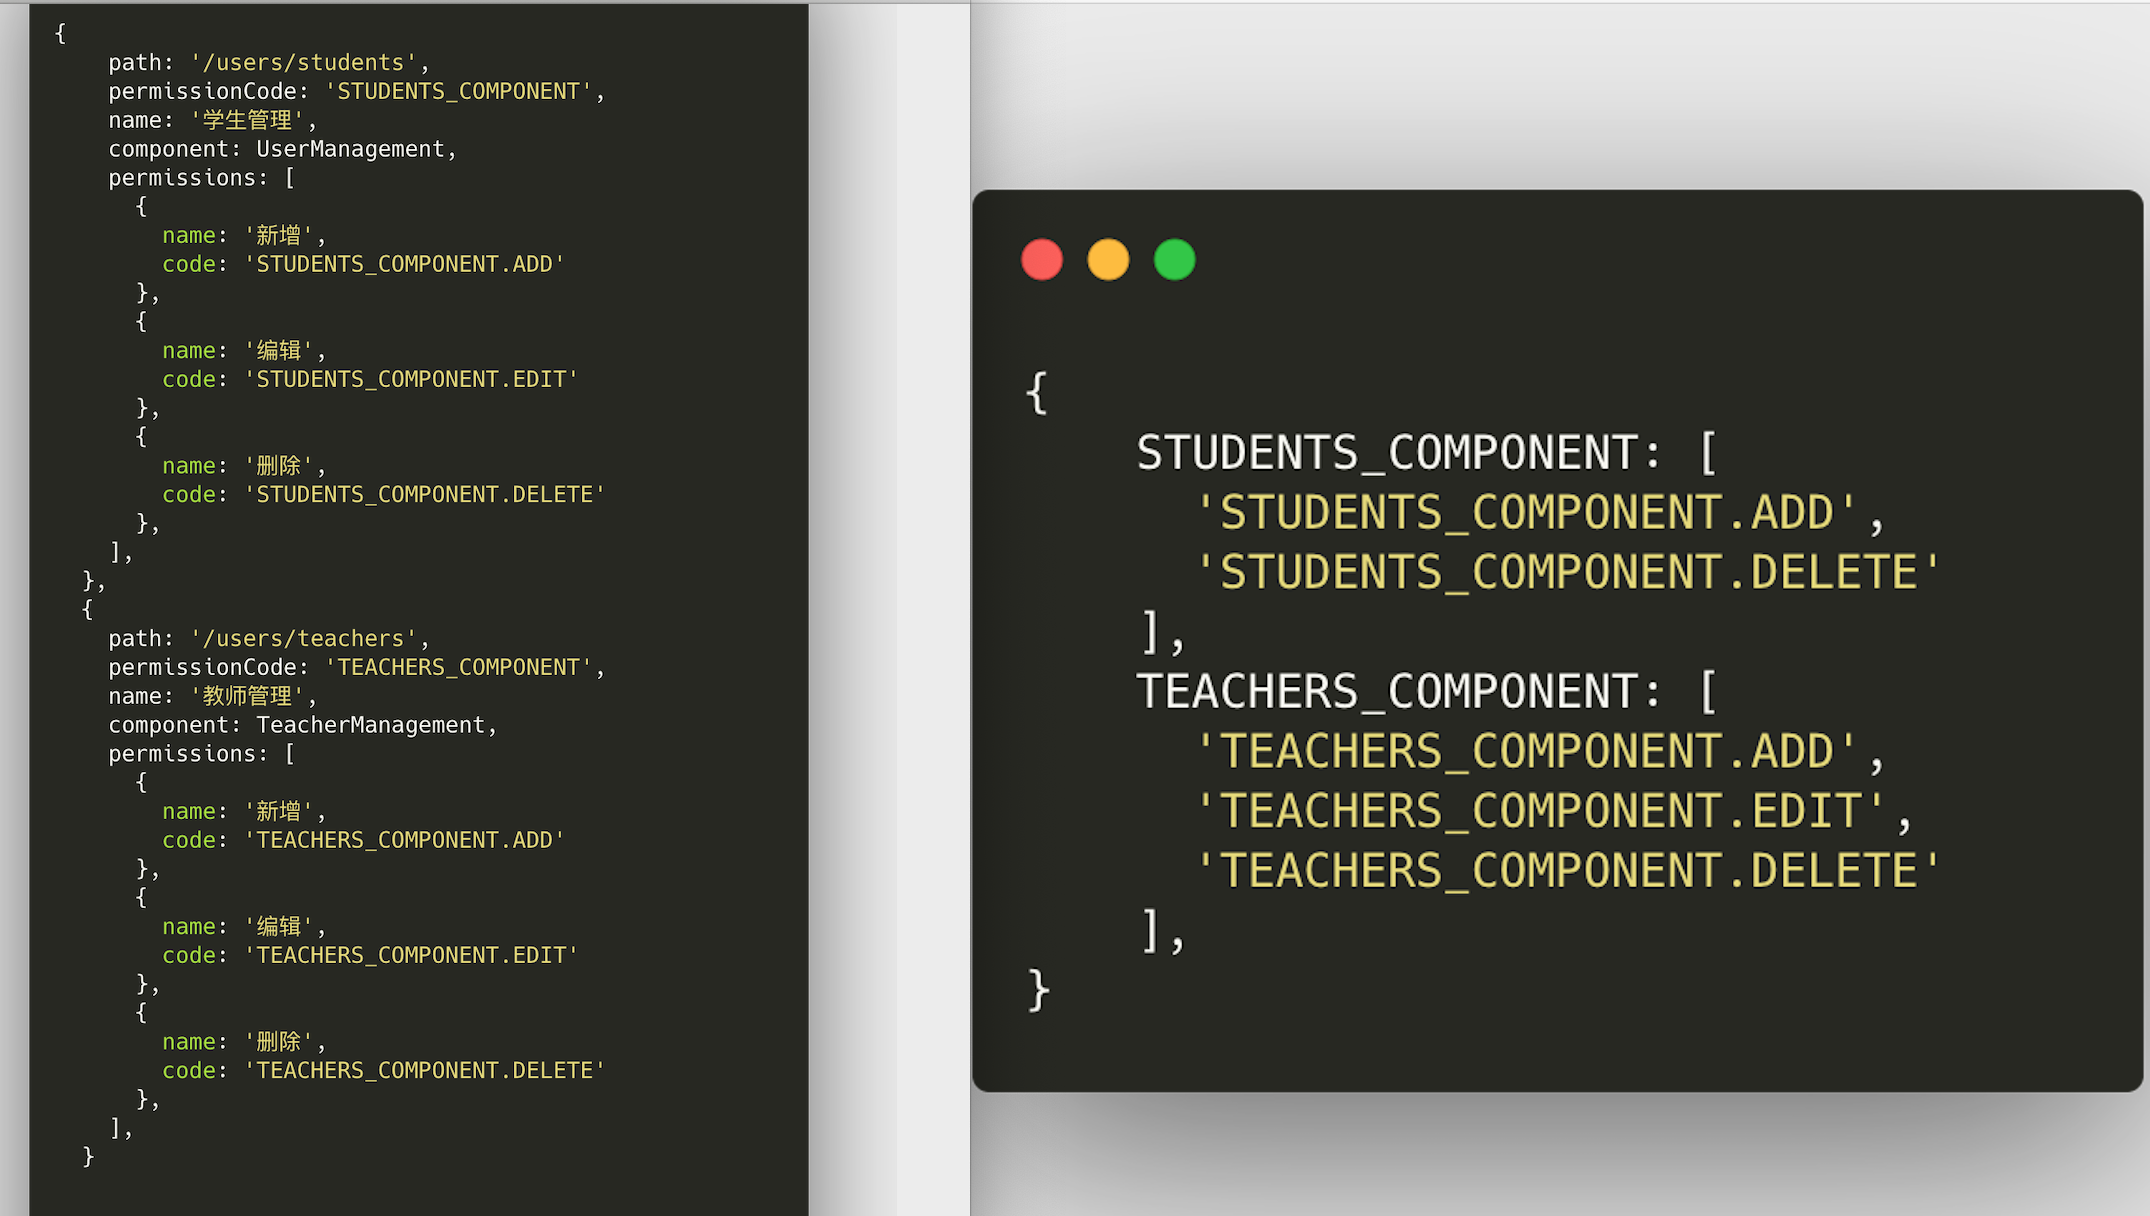 {
path: '/users/students',
permissionCode: 'STUDENTS_COMPONENT',
name: '学生管理',
component: UserManagement,
permissions: [
{
name: '新增',
code: 'STUDENTS_COMPONENT.ADD'
},
{
name: '编辑',
code: 'STUDENTS_COMPONENT.EDIT'
},
{
name: '删除',
code: 'STUDENTS_COMPONENT.DELETE'
},
],
},
{
path: '/users/teachers',
permissionCode: 'TEACHERS_COMPONENT',
name: '教师管理',
component: TeacherManagement,
permissions: [
{
name: '新增',
code: 'TEACHERS_COMPONENT.ADD'
},
{
name: '编辑',
code: 'TEACHERS_COMPONENT.EDIT'
},
{
name: '删除',
code: 'TEACHERS_COMPONENT.DELETE'
},
],
}
{
STUDENTS_COMPONENT: [
'STUDENTS_COMPONENT.ADD',
'STUDENTS_COMPONENT.DELETE'
],
TEACHERS_COMPONENT: [
'TEACHERS_COMPONENT.ADD',
'TEACHERS_COMPONENT.EDIT',
'TEACHERS_COMPONENT.DELETE'
],
}